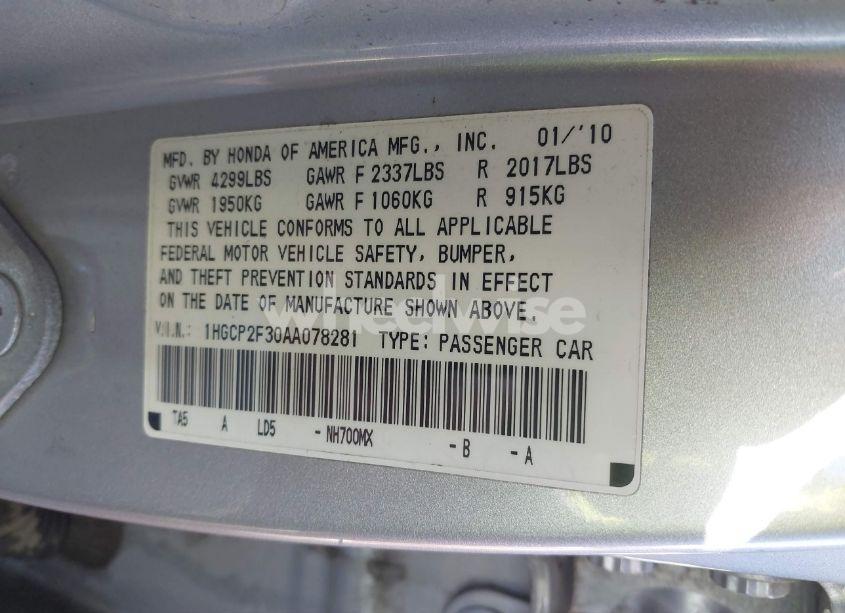 MFD. BY HONDA OF AMERICA MFG., INC. 01/'10
GVWR 4299LBS GAWR F 2337LBS R 2017LBS
GVWR 1950KG GAWR F 1060KG R 915KG
THIS VEHICLE CONFORMS TO ALL APPLICABLE
FEDERAL MOTOR VEHICLE SAFETY, BUMPER,
AND THEFT PREVENTION STANDARDS IN EFFECT
ON THE DATE OF MANUFACTURE SHOWN ABOVE.
wheelwise
V.I.N.: 1HGCP2F30AA078281 TYPE: PASSENGER CAR
TA5 A LD5 -NH700MX -B -A